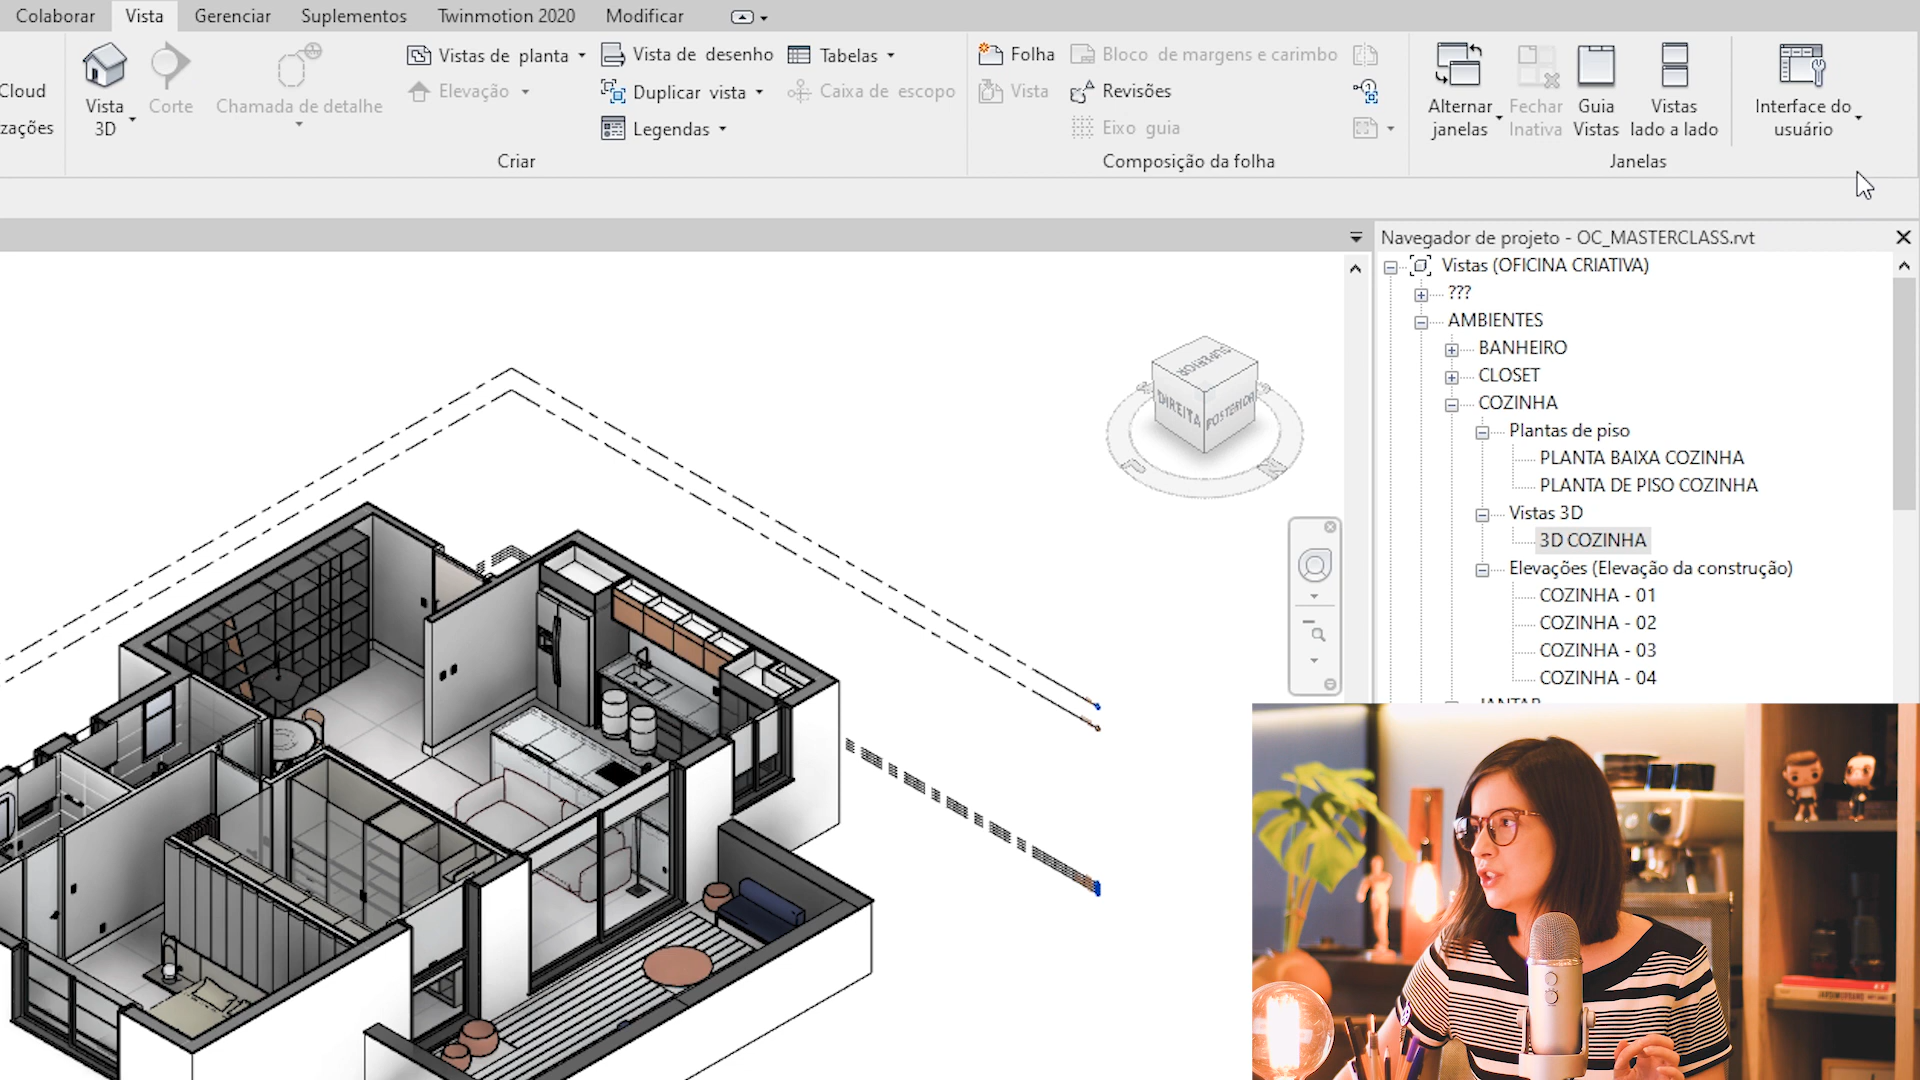 Colaborar Vista Gerenciar Suplementos Twinmotion 2020 Modificar
Cloud
zações
Vista 3D
Corte
Chamada de detalhe
Vistas de planta
Elevação
Vista de desenho
Duplicar vista
Legendas
Tabelas
Caixa de escopo
Criar
Folha
Vista
Bloco de margens e carimbo
Revisões
Eixo guia
Composição da folha
Alternar janelas
Fechar Inativa
Guia Vistas
Vistas lado a lado
Janelas
Interface do usuário
Navegador de projeto - OC_MASTERCLASS.rvt
Vistas (OFICINA CRIATIVA)
???
AMBIENTES
BANHEIRO
CLOSET
COZINHA
Plantas de piso
PLANTA BAIXA COZINHA
PLANTA DE PISO COZINHA
Vistas 3D
3D COZINHA
Elevações (Elevação da construção)
COZINHA - 01
COZINHA - 02
COZINHA - 03
COZINHA - 04
JANTAR
SUPERIOR
DIREITA
POSTERIOR